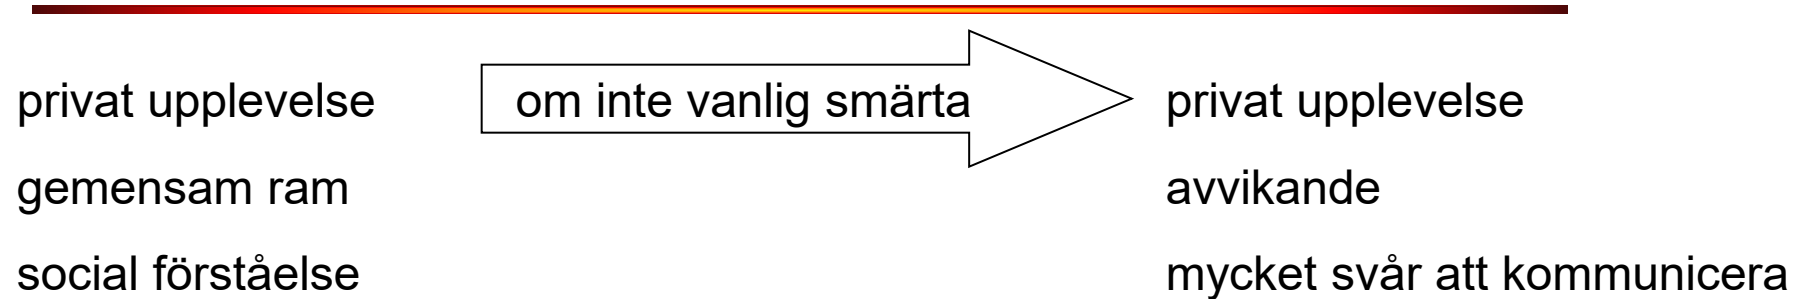 privat upplevelse om inte vanlig smärta privat upplevelse
gemensam ram avvikande
social förståelse mycket svår att kommunicera